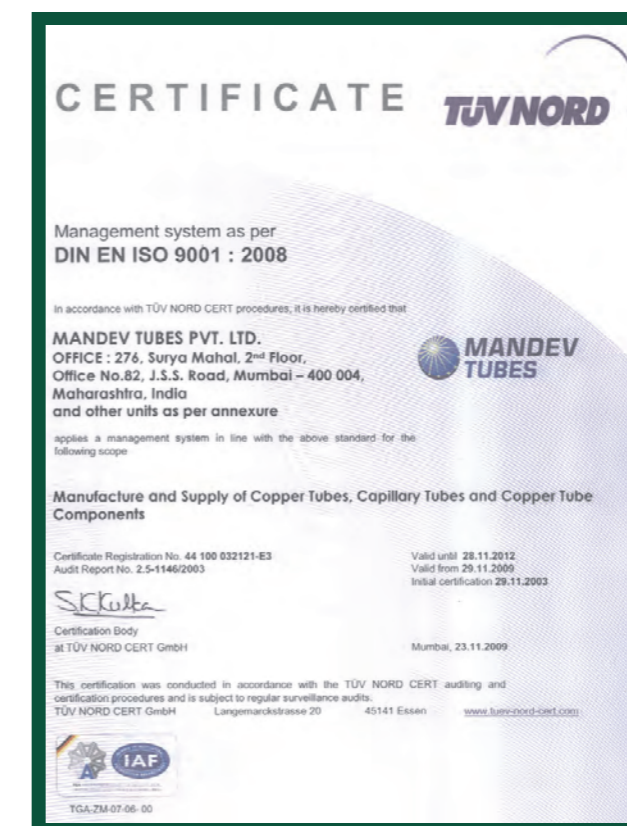 CERTIFICATE
TÜV NORD
Management system as per
DIN EN ISO 9001 : 2008
In accordance with TÜV NORD CERT procedures, it is hereby certified that
MANDEV TUBES PVT. LTD.
OFFICE : 276, Surya Mahal, 2nd Floor,
Office No.82, J.S.S. Road, Mumbai – 400 004,
Maharashtra, India
and other units as per annexure
MANDEV
TUBES
applies a management system in line with the above standard for the
following scope
Manufacture and Supply of Copper Tubes, Capillary Tubes and Copper Tube
Components
Certificate Registration No. 44 100 032121-E3
Audit Report No. 2.5-1146/2003
Valid until 28.11.2012
Valid from 29.11.2009
Initial certification 29.11.2003
Certification Body
at TÜV NORD CERT GmbH
Mumbai, 23.11.2009
This certification was conducted in accordance with the TÜV NORD CERT auditing and
certification procedures and is subject to regular surveillance audits.
TÜV NORD CERT GmbH Langemarckstrasse 20 45141 Essen www.tuev-nord-cert.com
IAF
TGA-ZM-07-06-00